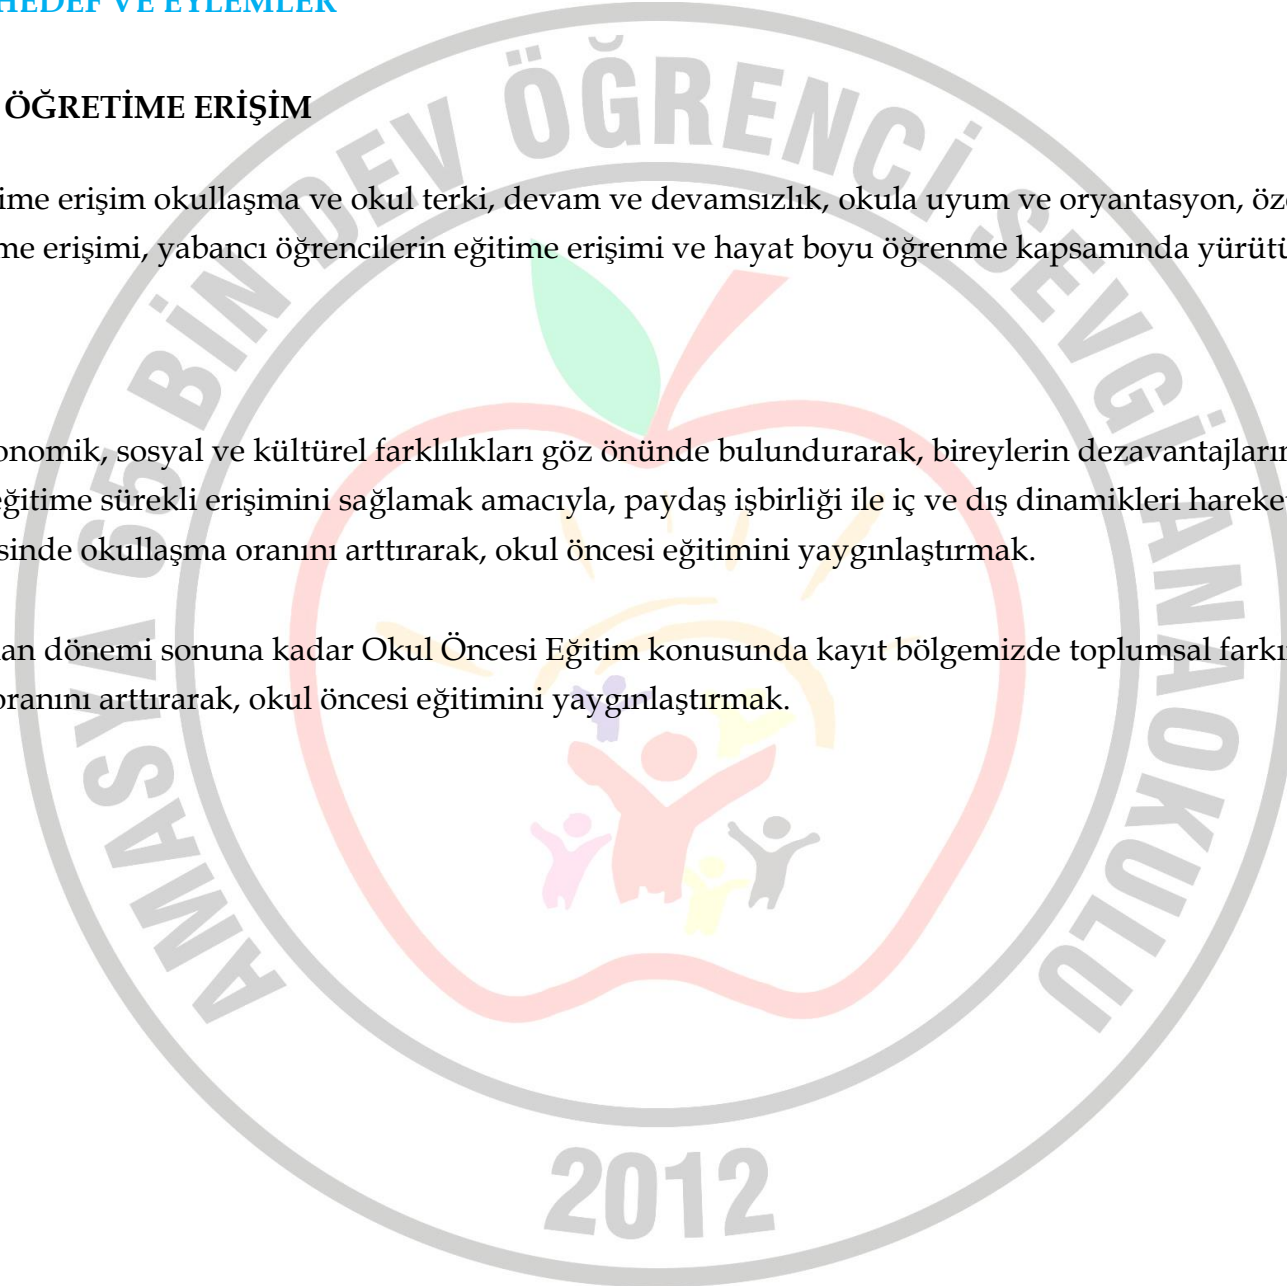 HEDEF VE EYLEMLER
ÖĞRETİME ERİŞİM
ime erişim okullaşma ve okul terki, devam ve devamsızlık, okula uyum ve oryantasyon, öz
me erişimi, yabancı öğrencilerin eğitime erişimi ve hayat boyu öğrenme kapsamında yürütü
onomik, sosyal ve kültürel farklılıkları göz önünde bulundurarak, bireylerin dezavantajların
eğitime sürekli erişimini sağlamak amacıyla, paydaş işbirliği ile iç ve dış dinamikleri hareke
sinde okullaşma oranını arttırarak, okul öncesi eğitimini yaygınlaştırmak.
an dönemi sonuna kadar Okul Öncesi Eğitim konusunda kayıt bölgemizde toplumsal farkı
oranını arttırarak, okul öncesi eğitimini yaygınlaştırmak.
AMASYA 65 BİN DEV ÖĞRENCİ SEVGİ ANAOKULU
2012